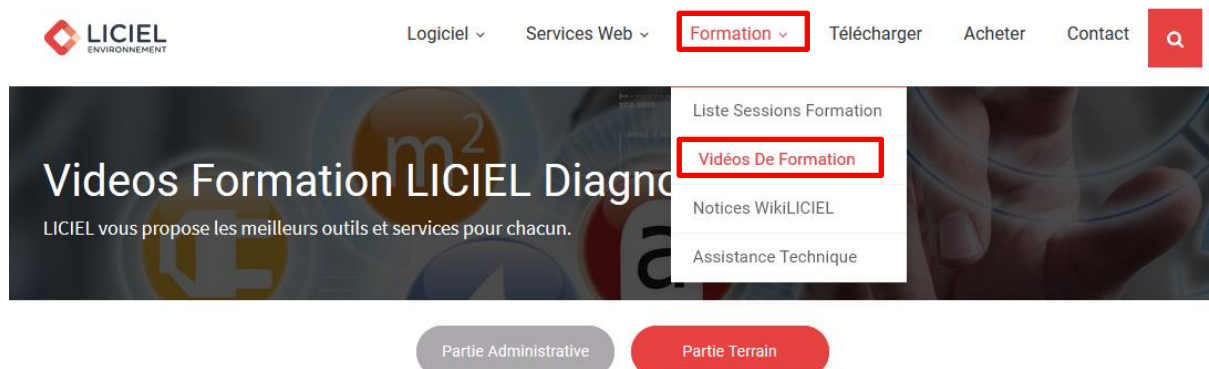 LICIEL
ENVIRONNEMENT
Logiciel
Services Web
Formation
Télécharger
Acheter
Contact
Liste Sessions Formation
Vidéos De Formation
Notices WikiLICIEL
Assistance Technique
m2
Videos Formation LICIEL Diagno
LICIEL vous propose les meilleurs outils et services pour chacun.
a
Partie Administrative
Partie Terrain